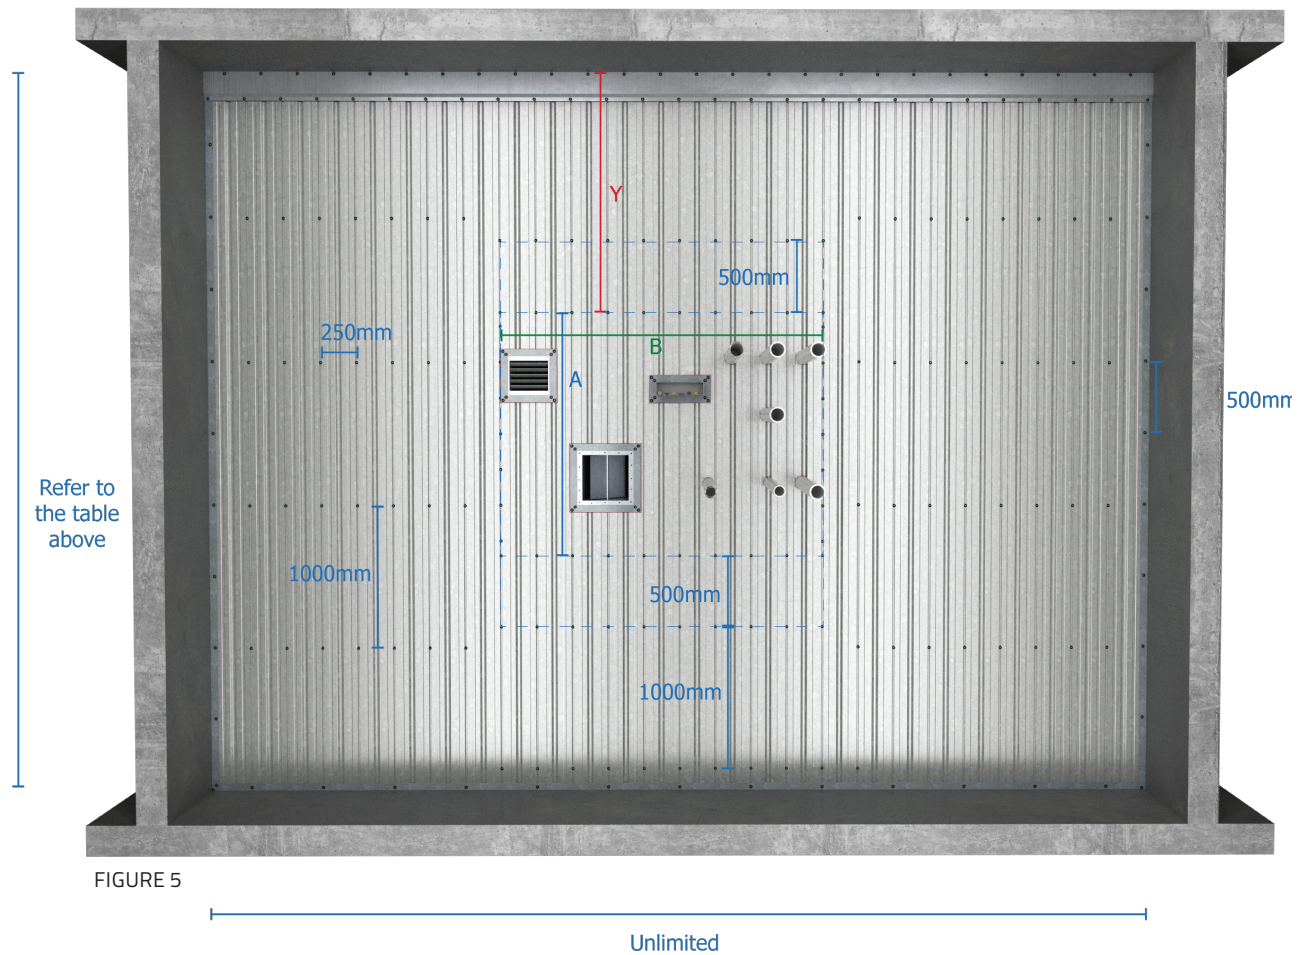 Y
500mm
250mm
B
A
500mm
Refer to
the table
above
1000mm
500mm
1000mm
FIGURE 5
Unlimited